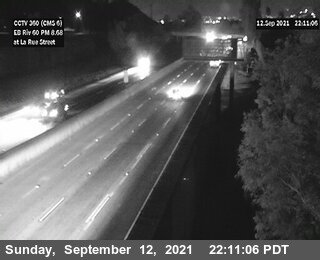 CCTV 360 (CMS 6)
EB Riv 60 PM 8.68
at La Rue Street
12.Sep 2021 22:11:06
Sunday, September 12, 2021 22:11:06 PDT